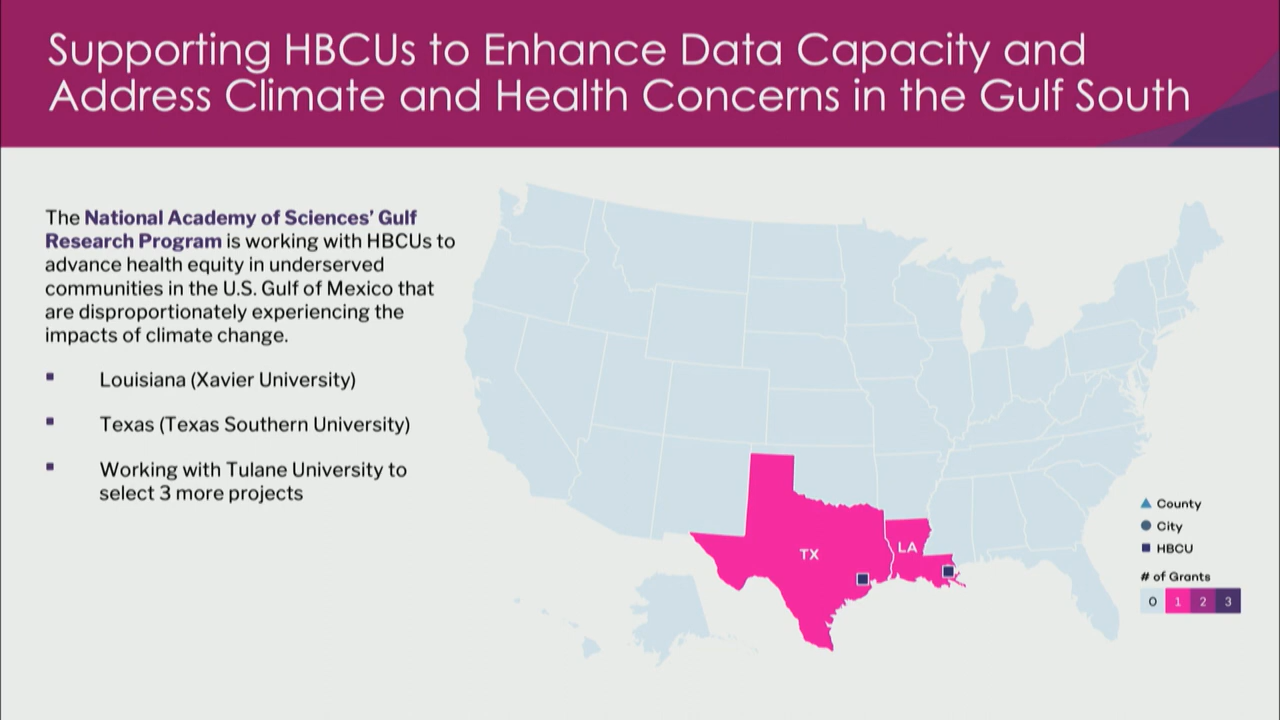 Supporting HBCUs to Enhance Data Capacity and
Address Climate and Health Concerns in the Gulf South
The National Academy of Sciences’ Gulf
Research Program is working with HBCUs to
advance health equity in underserved
communities in the U.S. Gulf of Mexico that
are disproportionately experiencing the
impacts of climate change.
Louisiana (Xavier University)
Texas (Texas Southern University)
Working with Tulane University to
select 3 more projects
TX
LA
County
City
HBCU
# of Grants
0 1 2 3